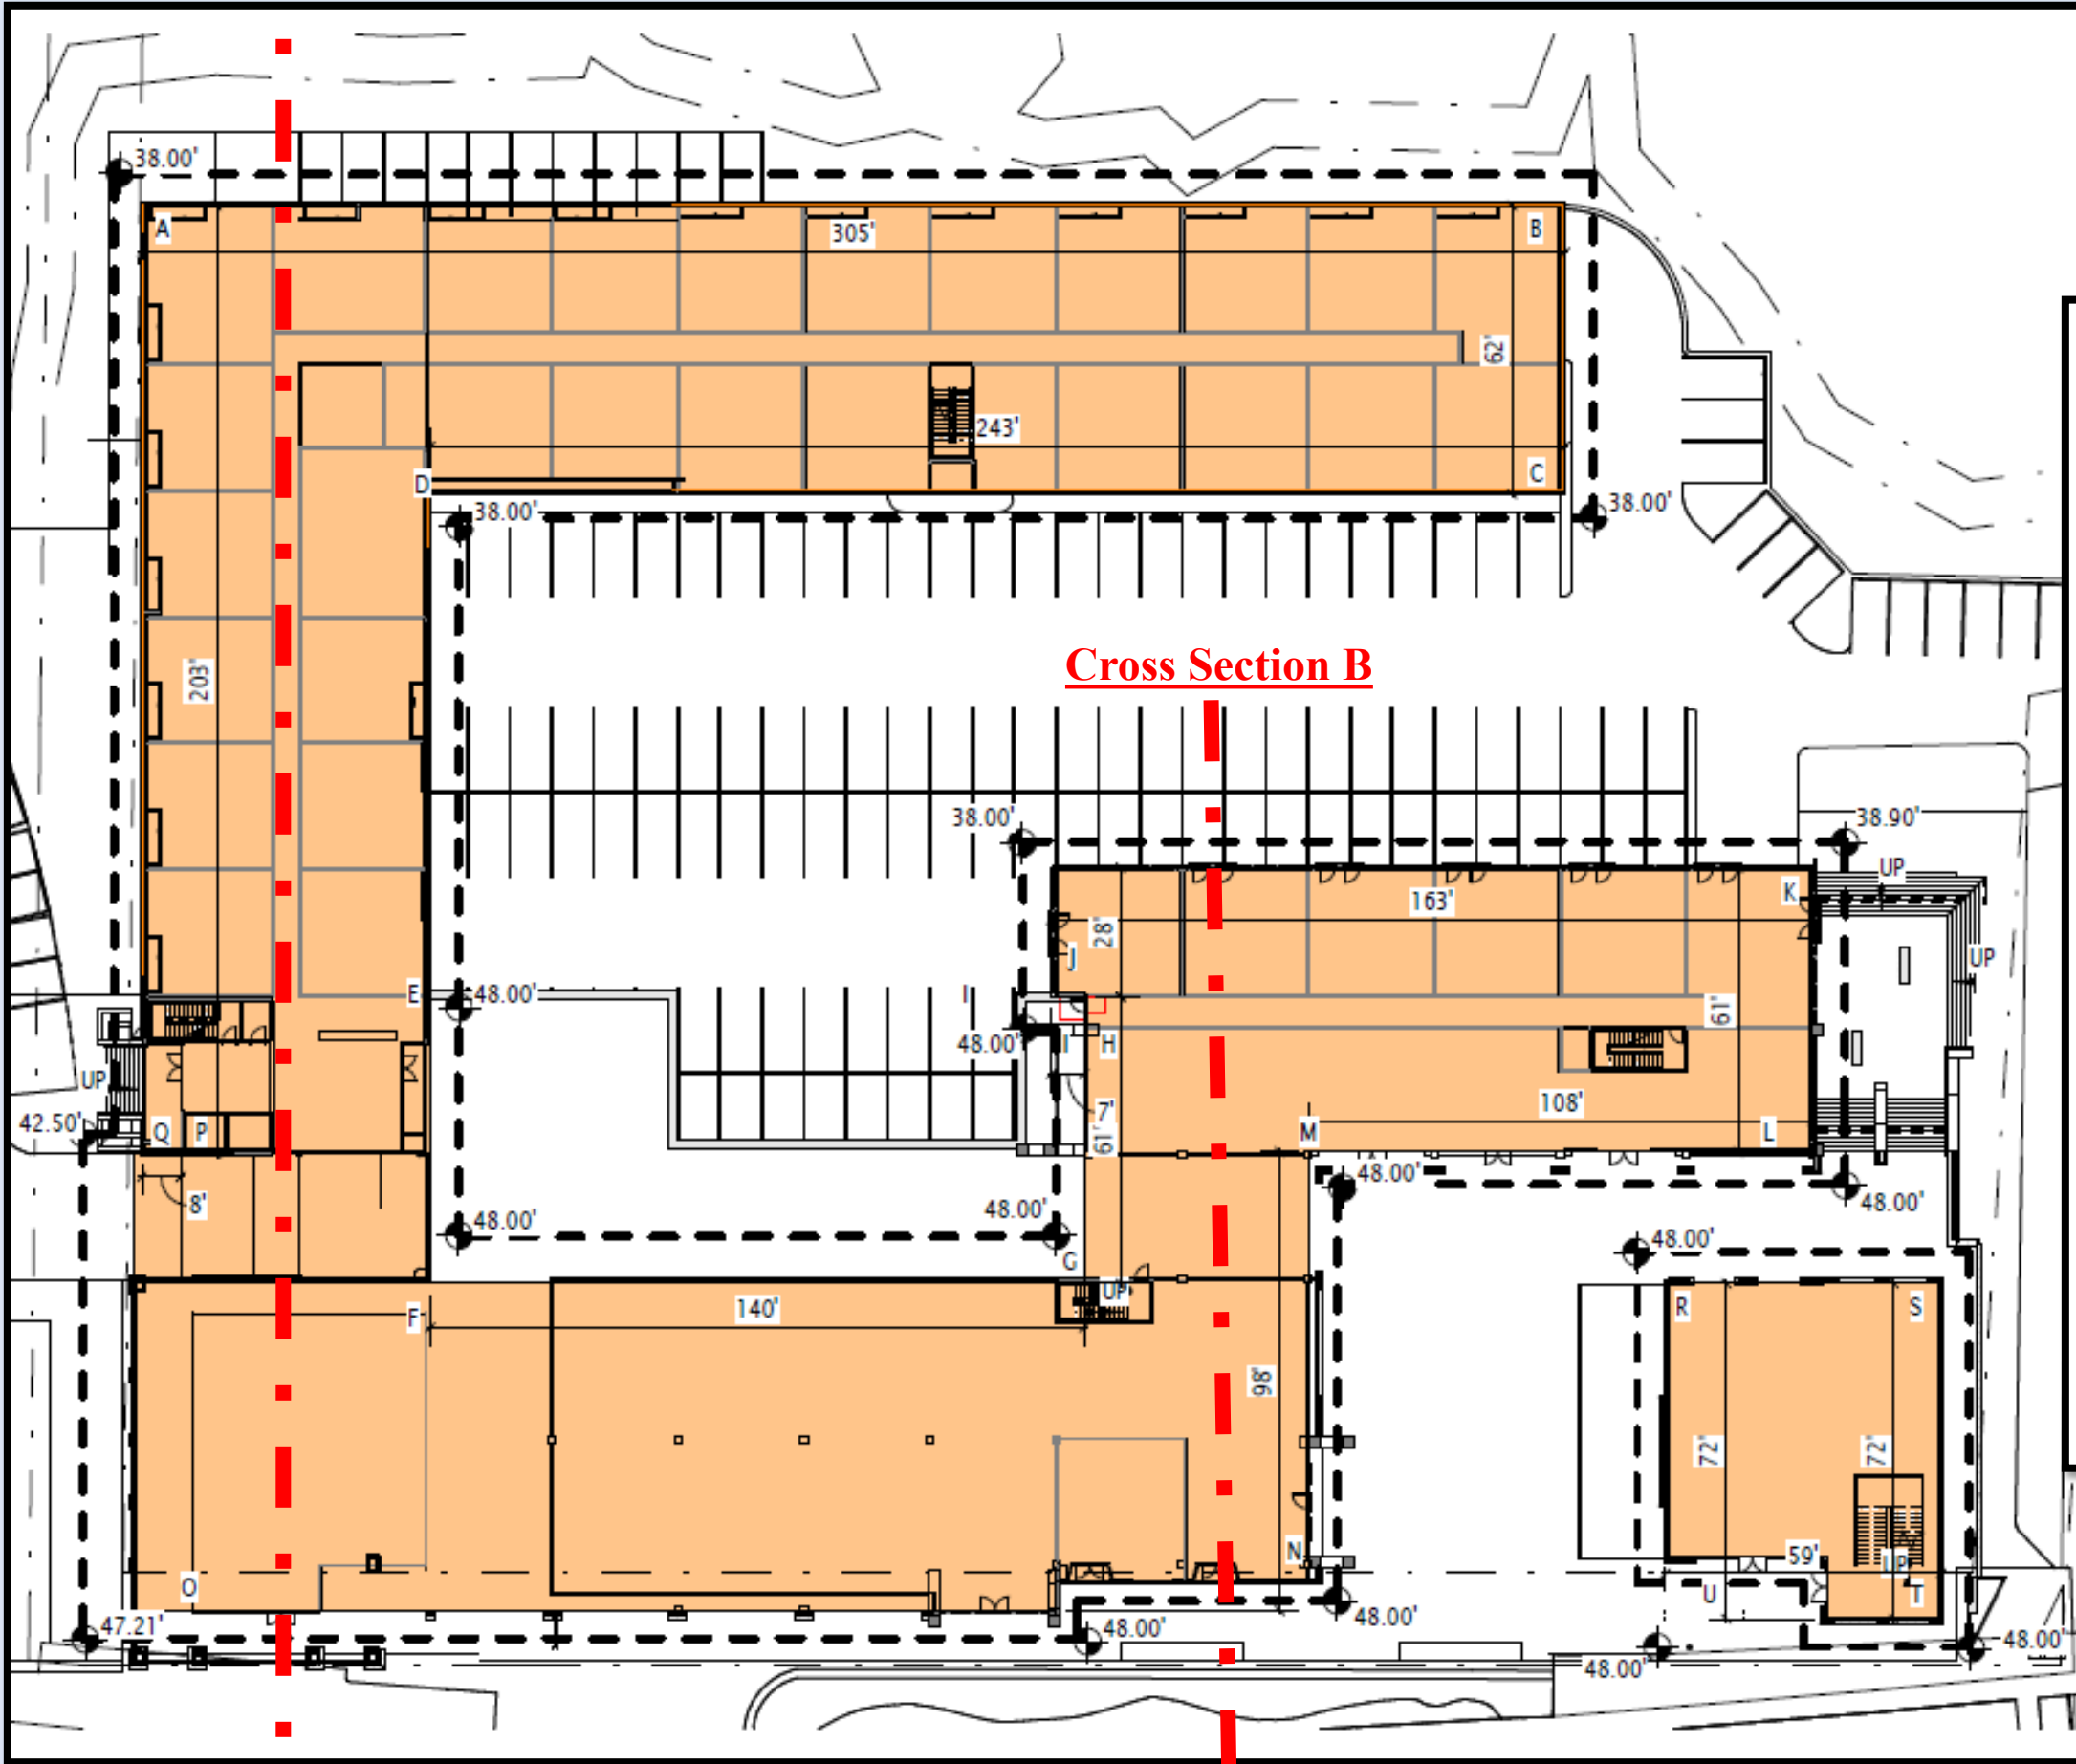 38.00'
A
305'
B
62'
243'
D
C
38.00'
38.00'
Cross Section B
203'
38.00'
38.90'
UP
K
163'
28'
J
UP
E
48.00'
I
61'
48.00'
I
H
UP
108'
7'
42.50'
Q
P
M
L
61'
48.00'
8'
48.00'
48.00'
48.00'
48.00'
G
UP
140'
F
R
S
98'
72'
72'
N
59'
UP
O
U
T
47.21'
48.00'
48.00'
48.00'
48.00'